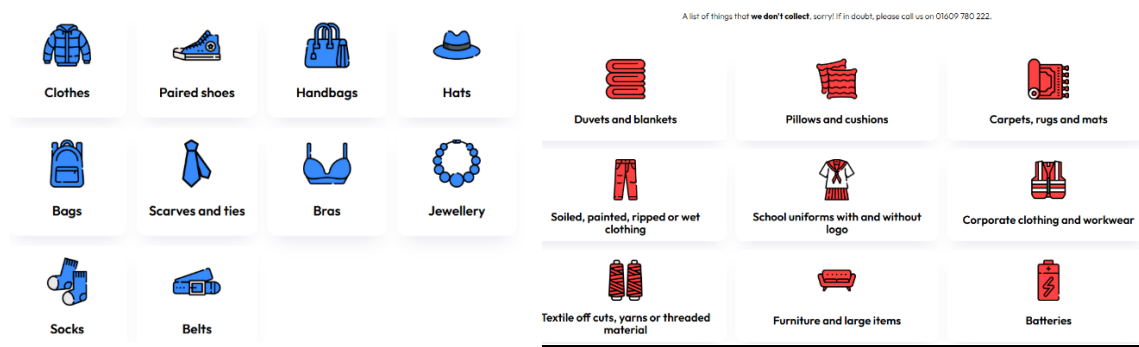 Clothes
Paired shoes
Handbags
Hats
Bags
Scarves and ties
Bras
Jewellery
Socks
Belts
A list of things that we don't collect, sorry! If in doubt, please call us on 01609 780 222.
Duvets and blankets
Pillows and cushions
Carpets, rugs and mats
Soiled, painted, ripped or wet
clothing
School uniforms with and without
logo
Corporate clothing and workwear
Textile off cuts, yarns or threaded
material
Furniture and large items
Batteries